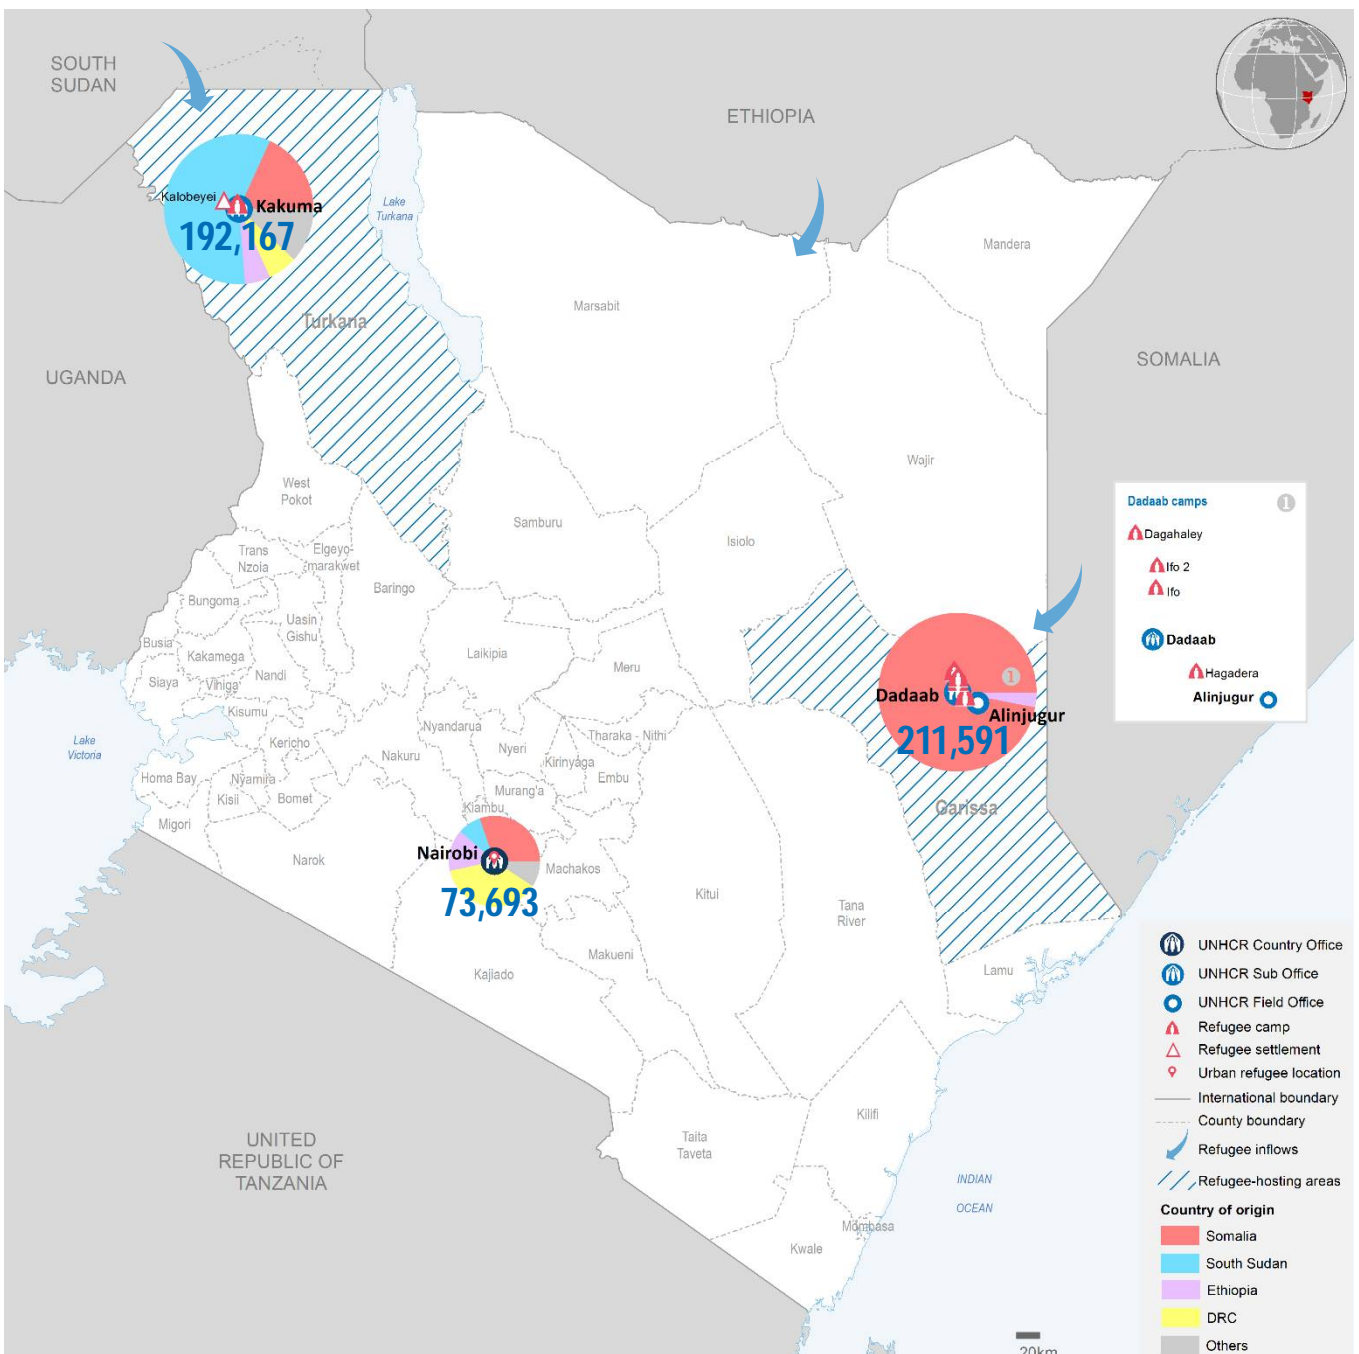 SOUTH
SUDAN
ETHIOPIA
Kalobeyei
Kakuma
192,167
Lake
Turkana
Mandera
Marsabit
Turkana
SOMALIA
UGANDA
Wajir
West
Pokot
Samburu
Isiolo
Dadaab camps
1
Dagahaley
Ifo 2
Ifo
Dadaab
Hagadera
Alinjugur
Trans
Nzoia
Elgeyo-
marakwet
Baringo
Bungoma
Uasin
Gishu
Busia
Kakamega
Laikipia
Meru
Siaya
Vihiga
Nandi
Kisumu
1
Dadaab
Alinjugur
211,591
Nyandarua
Tharaka - Nithi
Lake
Victoria
Kericho
Nakuru
Nyeri
Kirinyaga
Embu
Homa Bay
Nyamira
Kisii
Bomet
Murang'a
Kiambu
Garissa
Migori
Narok
Nairobi
Machakos
73,693
Kitui
Tana
River
Makueni
Kajiado
Lamu
UNHCR Country Office
UNHCR Sub Office
UNHCR Field Office
Refugee camp
Refugee settlement
Urban refugee location
International boundary
County boundary
Refugee inflows
Refugee-hosting areas
Country of origin
Somalia
South Sudan
Ethiopia
DRC
Others
Kilifi
Taita
Taveta
UNITED
REPUBLIC OF
TANZANIA
INDIAN
OCEAN
Mombasa
Kwale
20km